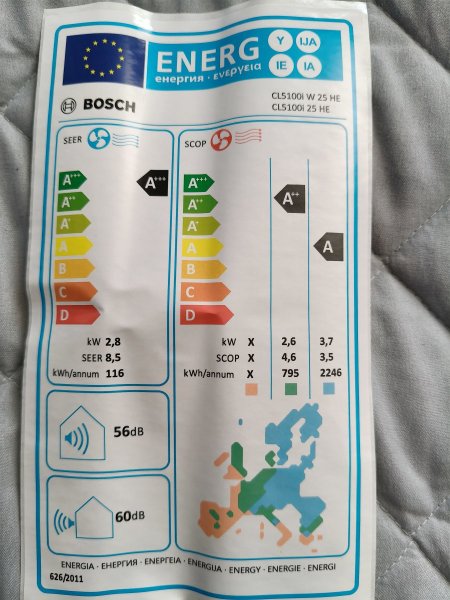 ENERG
енергия · ενεργεια
Y IJA
IE IA
BOSCH
CL5100i W 25 HE
CL5100i 25 HE
SEER
SCOP
A+++ A+++
A+++
A++ A++
A++
A+ A+
A A
A
B B
C C
D D
kW 2,8
SEER 8,5
kWh/annum 116
kW X 2,6 3,7
SCOP X 4,6 3,5
kWh/annum X 795 2246
56dB
60dB
ENERGIA · ЕНЕРГИЯ · ΕΝΕΡΓΕΙΑ · ENERGIJA · ENERGY · ENERGIE · ENERGI
626/2011